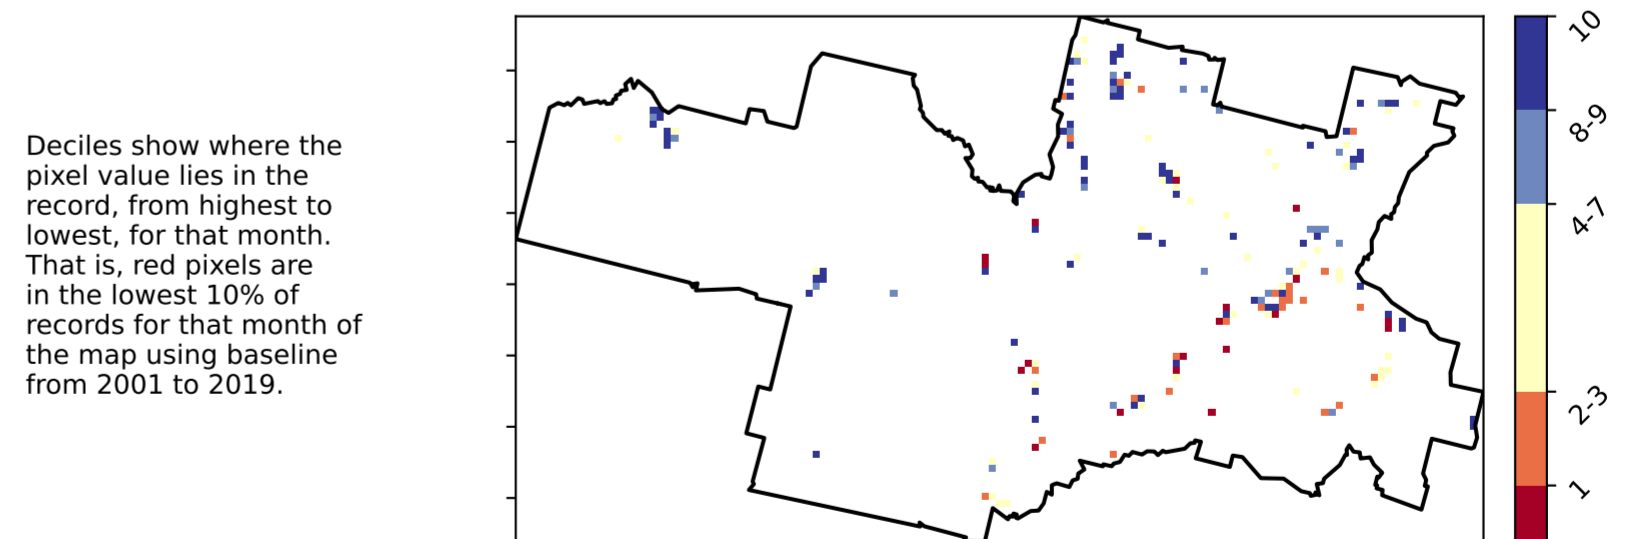 Deciles show where the
pixel value lies in the
record, from highest to
lowest, for that month.
That is, red pixels are
in the lowest 10% of
records for that month of
the map using baseline
from 2001 to 2019.
10
8-9
4-7
2-3
1